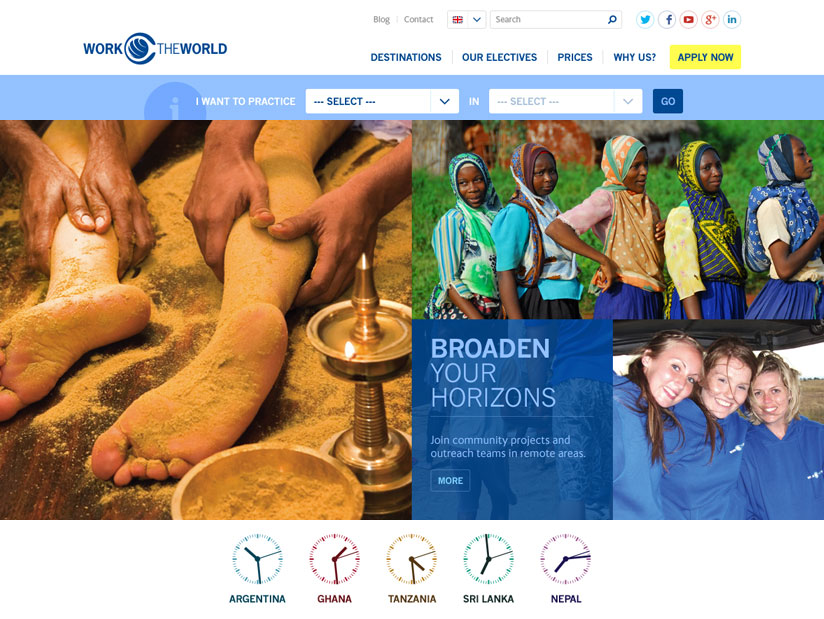 Blog Contact Search
WORK THE WORLD
DESTINATIONS OUR ELECTIVES PRICES WHY US? APPLY NOW
I WANT TO PRACTICE --- SELECT --- IN --- SELECT --- GO
BROADEN
YOUR
HORIZONS
Join community projects and
outreach teams in remote areas.
MORE
ARGENTINA GHANA TANZANIA SRI LANKA NEPAL